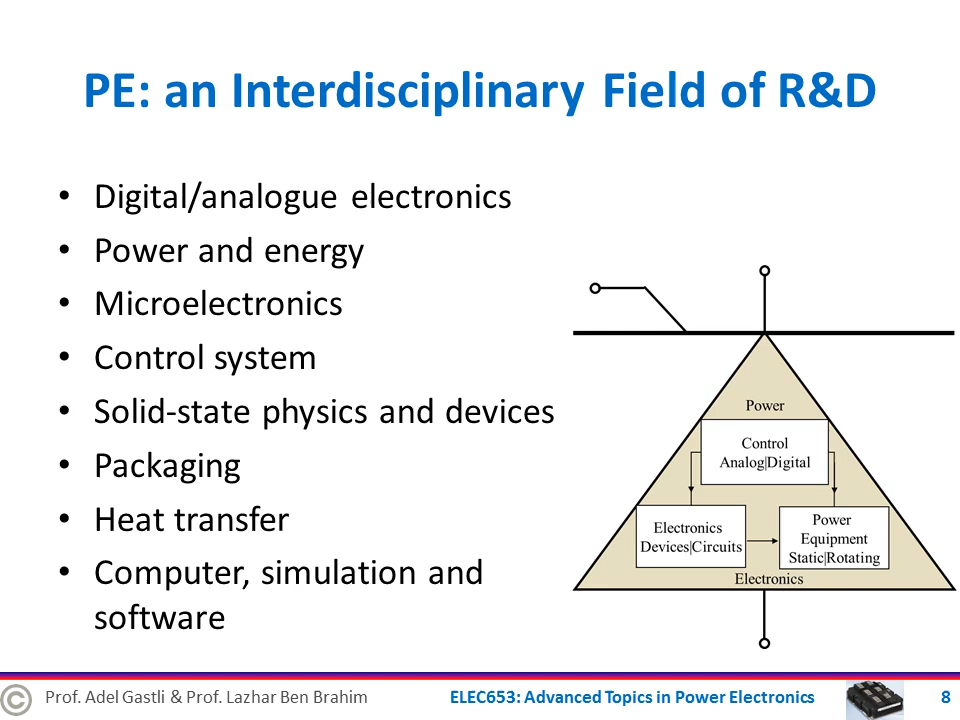 PE: an Interdisciplinary Field of R&D
• Digital/analogue electronics
• Power and energy
• Microelectronics
• Control system
• Solid-state physics and devices
• Packaging
• Heat transfer
• Computer, simulation and
software
Power
Control
Analog|Digital
Electronics
Devices|Circuits
Power
Equipment
Static|Rotating
Electronics
© Prof. Adel Gastli & Prof. Lazhar Ben Brahim
ELEC653: Advanced Topics in Power Electronics
8